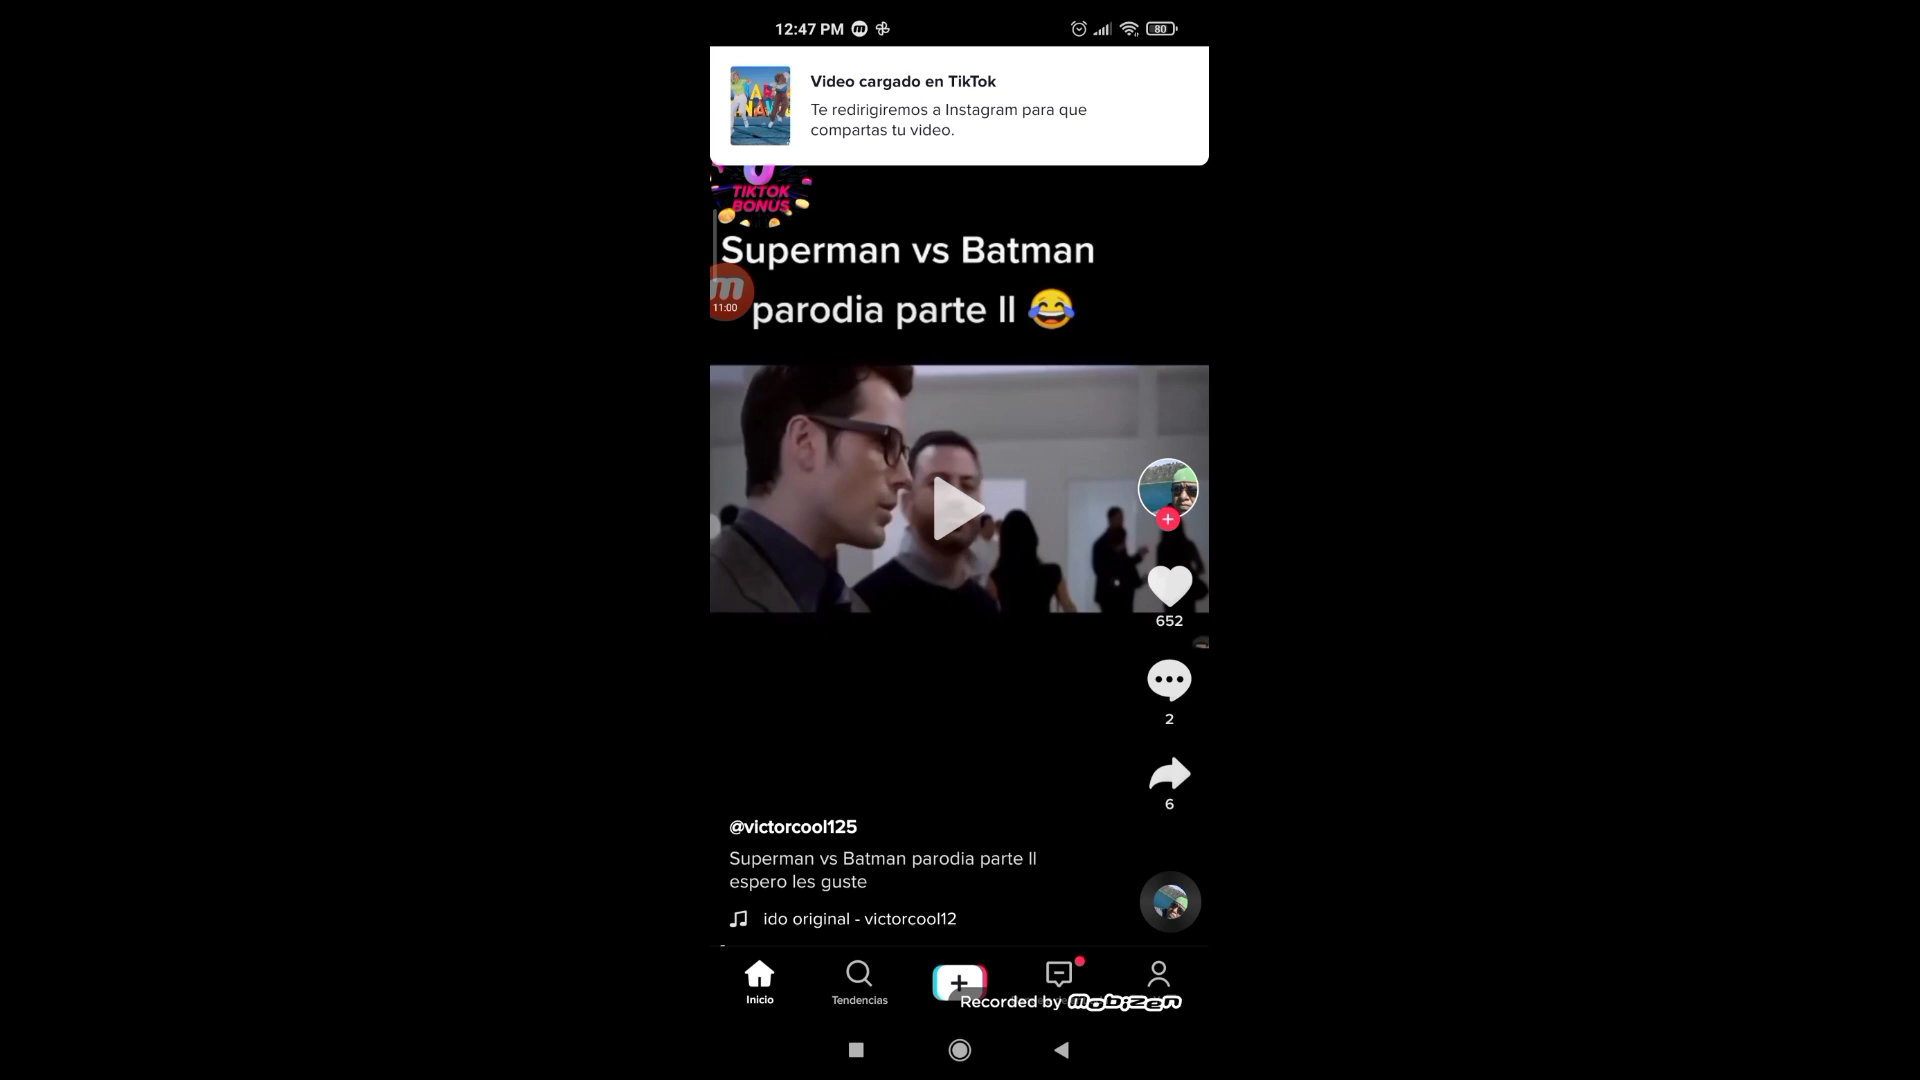 12:47 PM
80
Video cargado en TikTok
Te redirigiremos a Instagram para que
compartas tu video.
TIKTOK
BONUS
Superman vs Batman
11:00
parodia parte ll 😂
652
2
6
@victorcool125
Superman vs Batman parodia parte ll
espero les guste
ido original - victorcool12
Inicio
Tendencias
Recorded by mobizen